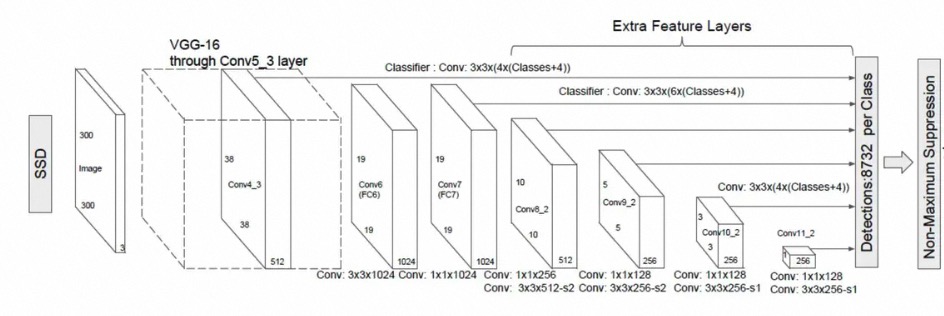 Extra Feature Layers
VGG-16
through Conv5_3 layer
Classifier : Conv: 3x3x(4x(Classes+4))
Classifier : Conv: 3x3x(6x(Classes+4))
SSD
300
Image
300
3
38
Conv4_3
38
512
19
Conv6
(FC6)
19
1024
19
Conv7
(FC7)
19
1024
10
Conv8_2
10
512
5
Conv9_2
5
256
Conv: 3x3x(4x(Classes+4))
3
Conv10_2
3
256
Conv11_2
1
256
Detections:8732 per Class
Non-Maximum Suppression
Conv: 3x3x1024
Conv: 1x1x1024
Conv: 1x1x256
Conv: 3x3x512-s2
Conv: 1x1x128
Conv: 3x3x256-s2
Conv: 1x1x128
Conv: 3x3x256-s1
Conv: 1x1x128
Conv: 3x3x256-s1